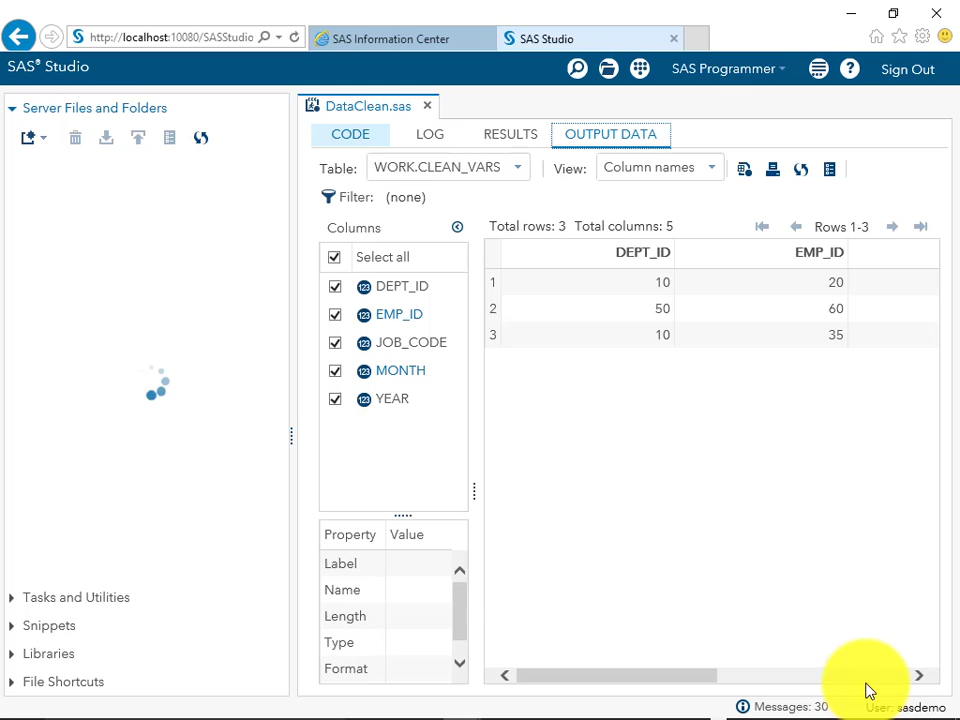 http://localhost:10080/SASStudio
SAS Information Center
SAS Studio
SAS® Studio
SAS Programmer
Sign Out
Server Files and Folders
DataClean.sas
CODE
LOG
RESULTS
OUTPUT DATA
Table:
WORK.CLEAN_VARS
View:
Column names
Filter: (none)
Columns
Total rows: 3 Total columns: 5
Rows 1-3
Select all
DEPT_ID
EMP_ID
JOB_CODE
MONTH
YEAR
DEPT_ID EMP_ID
1 10 20
2 50 60
3 10 35
Property Value
Label
Name
Length
Type
Format
Tasks and Utilities
Snippets
Libraries
File Shortcuts
Messages: 30
User: sasdemo